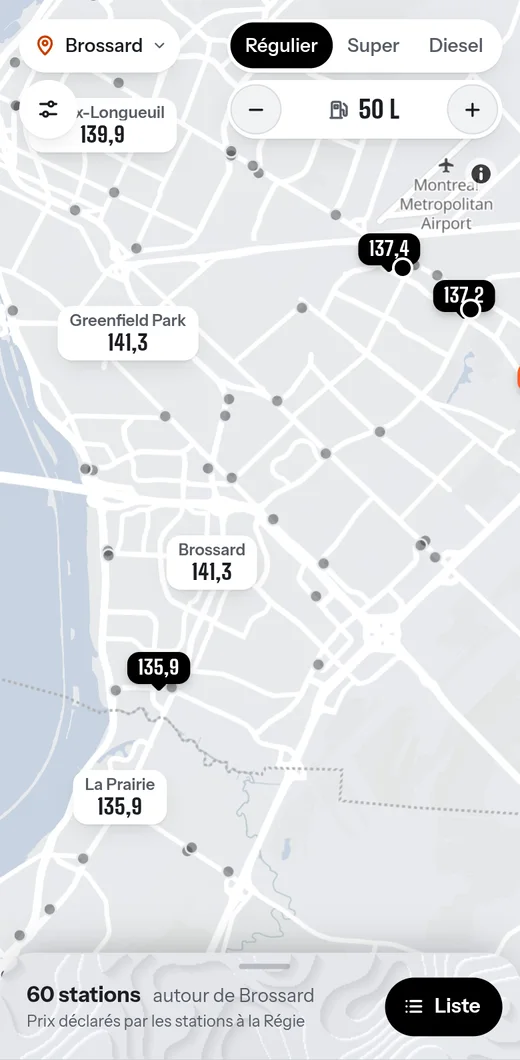 Brossard
Régulier Super Diesel
x-Longueuil
139,9
50 L
Montreal
Metropolitan
Airport
137,4
137,2
Greenfield Park
141,3
Brossard
141,3
135,9
La Prairie
135,9
60 stations autour de Brossard
Prix déclarés par les stations à la Régie
Liste